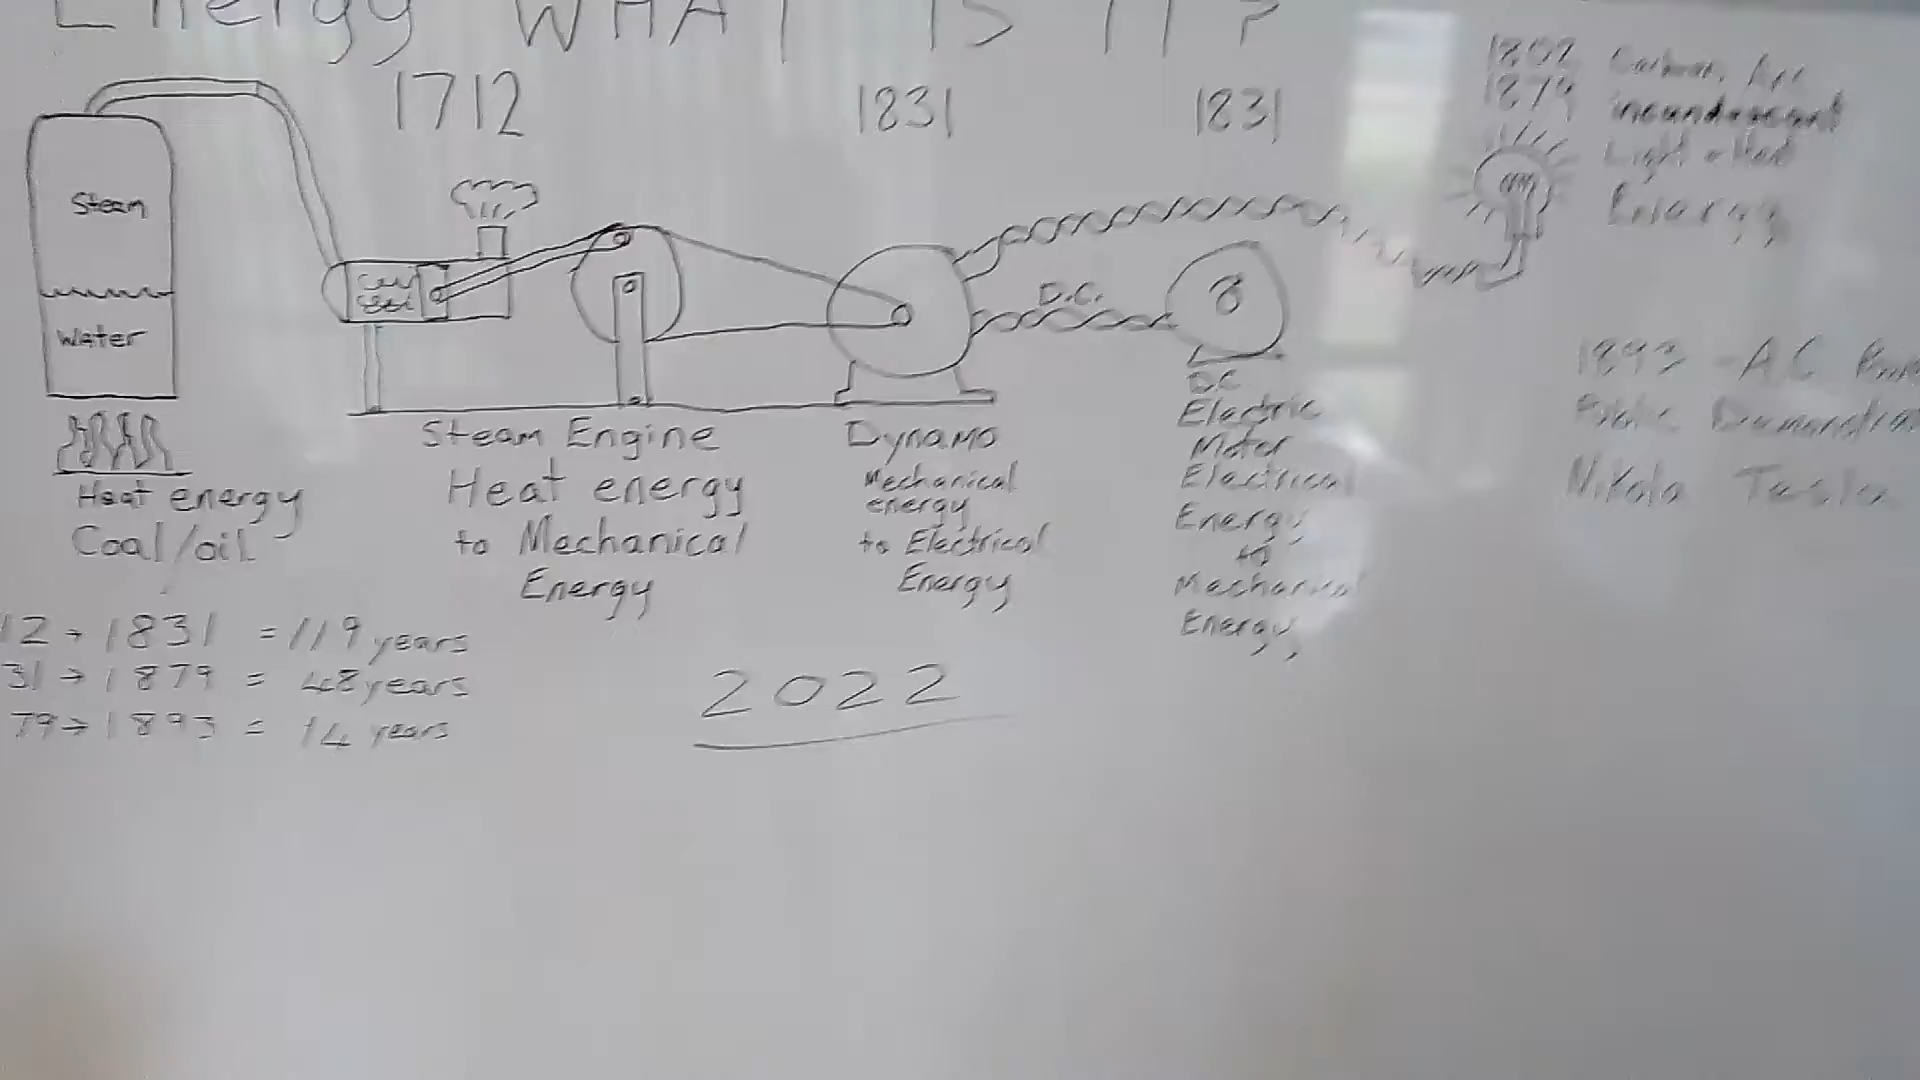 Energy WHAT IS IT?
1712
1831
1831
1802 Carbon Arc
1879 incandescent
Light + Heat
Energy
Steam
Water
D.C.
1893 - A.C
Public
Nikola Tesla
Heat energy
Coal/oil
Steam Engine
Heat energy
to Mechanical
Energy
Dynamo
Mechanical
energy
to Electrical
Energy
D.C.
Electric
Motor
Electrical
Energy
to
Mechanical
Energy
12 → 1831 = 119 years
31 → 1879 = 48 years
79 → 1893 = 14 years
2022